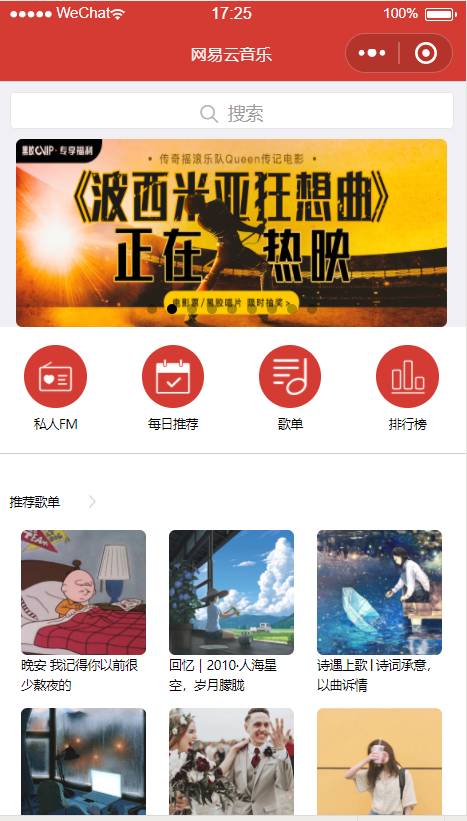 WeChat
17:25
100%
网易云音乐
搜索
黑胶VIP·专享福利
• 传奇摇滚乐队Queen传记电影 •
《波西米亚狂想曲》
正在 热映
电影票/黑胶唱片 限时抽奖 >
私人FM
每日推荐
歌单
排行榜
推荐歌单
晚安 我记得你以前很
少熬夜的
回忆 | 2010·人海星
空，岁月朦胧
诗遇上歌 | 诗词承意，
以曲诉情